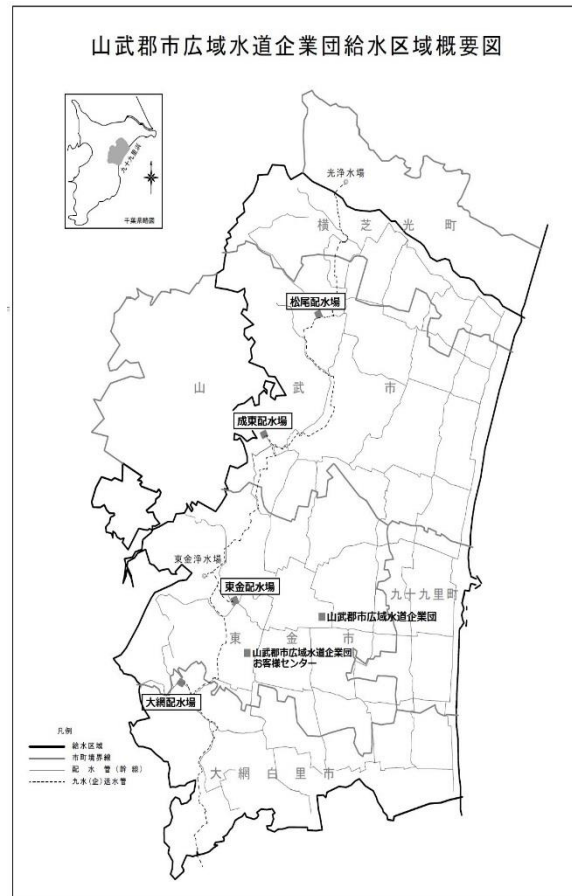 山武郡市広域水道企業団給水区域概要図
九十九里浜
千葉県略図
光浄水場
横芝光町
松尾配水場
山武市
成東配水場
東金浄水場
東金配水場
九十九里町
山武郡市広域水道企業団
東金市
山武郡市広域水道企業団
お客様センター
大網配水場
大網白里市
凡例
給水区域
市町境界線
配水管(幹線)
九水(企)送水管